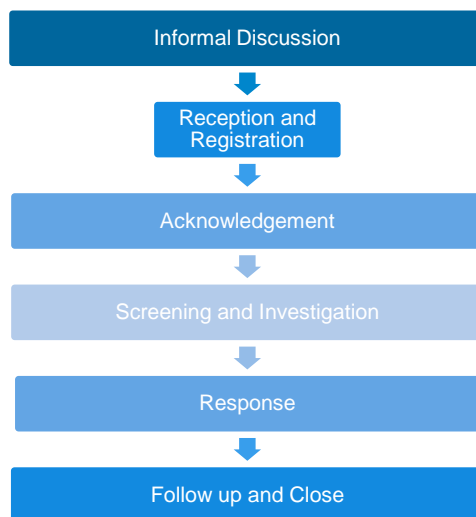 Informal Discussion
Reception and
Registration
Acknowledgement
Screening and Investigation
Response
Follow up and Close